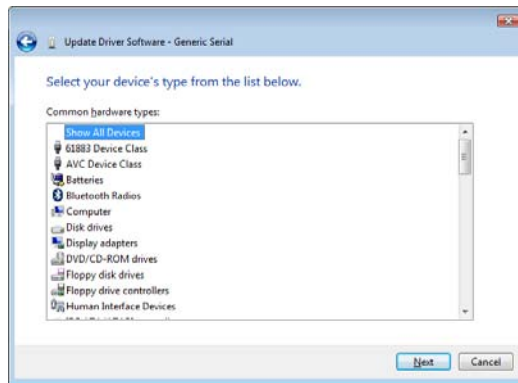 Update Driver Software - Generic Serial
Select your device's type from the list below.
Common hardware types:
Show All Devices
61883 Device Class
AVC Device Class
Batteries
Bluetooth Radios
Computer
Disk drives
Display adapters
DVD/CD-ROM drives
Floppy disk drives
Floppy drive controllers
Human Interface Devices
Next
Cancel